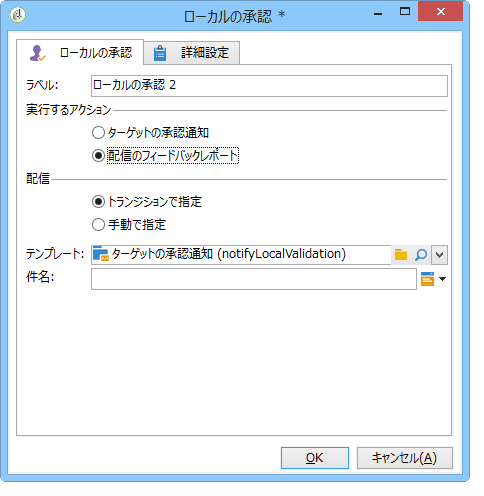 ローカルの承認 *
ローカルの承認 詳細設定
ラベル: ローカルの承認 2
実行するアクション
ターゲットの承認通知
配信のフィードバックレポート
配信
トランジションで指定
手動で指定
テンプレート: ターゲットの承認通知 (notifyLocalValidation)
件名:
OK キャンセル(A)